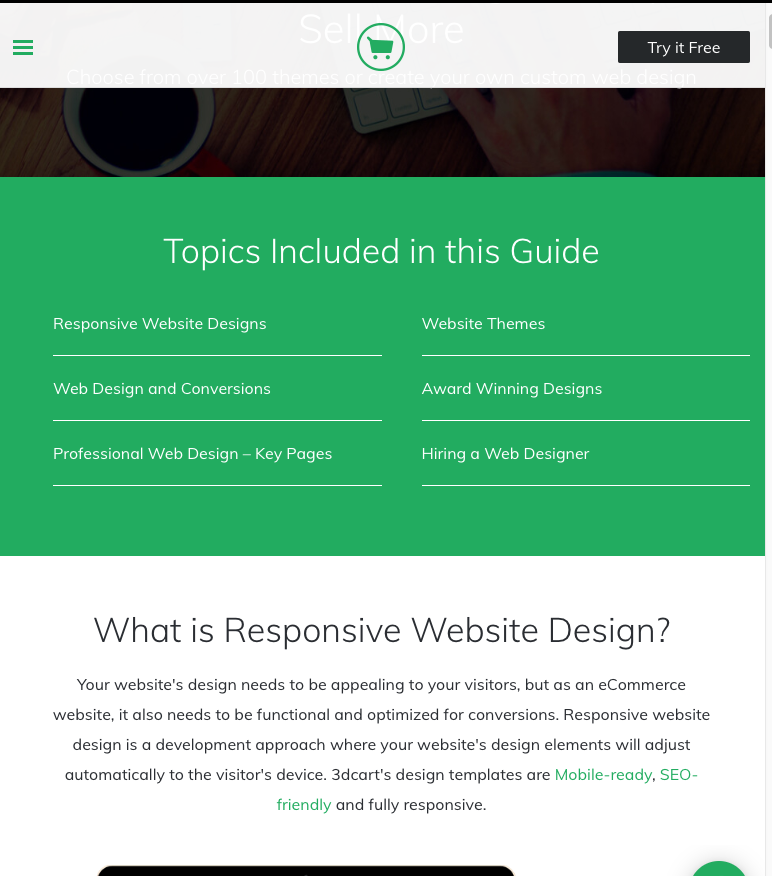 Sell More
Try it Free
Choose from over 100 themes or create your own custom web design
Topics Included in this Guide
Responsive Website Designs
Website Themes
Web Design and Conversions
Award Winning Designs
Professional Web Design – Key Pages
Hiring a Web Designer
What is Responsive Website Design?
Your website's design needs to be appealing to your visitors, but as an eCommerce
website, it also needs to be functional and optimized for conversions. Responsive website
design is a development approach where your website's design elements will adjust
automatically to the visitor's device. 3dcart's design templates are Mobile-ready, SEO-
friendly and fully responsive.